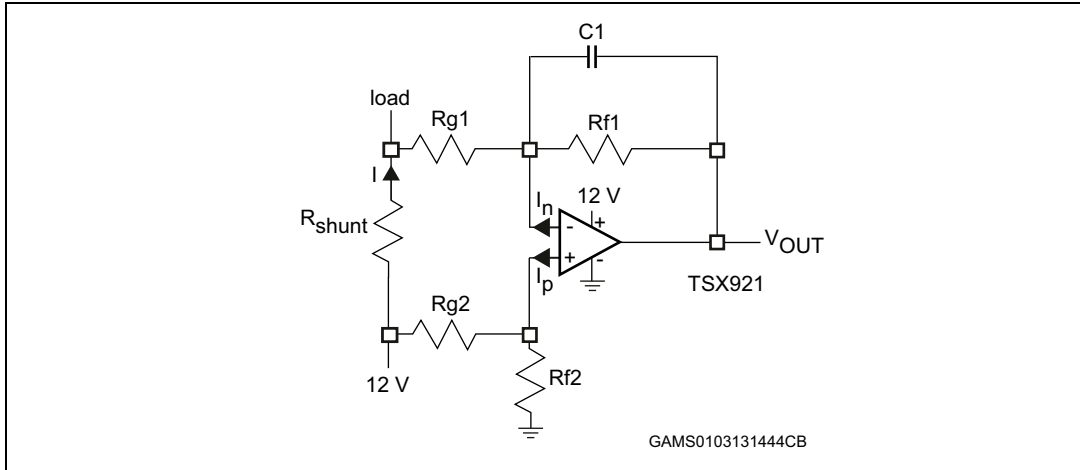 C1
load
Rg1
Rf1
I
In
12 V
+
-
Rshunt
+
-
VOUT
Ip
TSX921
Rg2
12 V
Rf2
GAMS0103131444CB